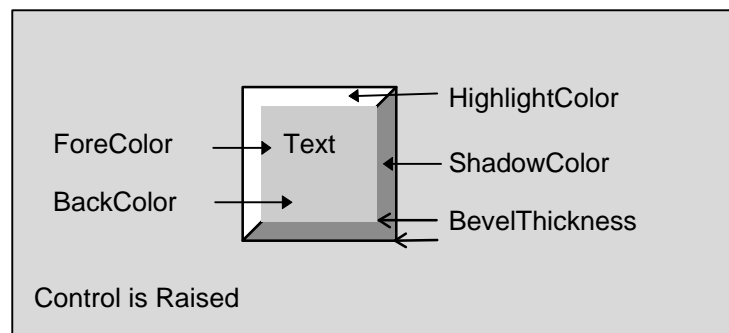 HighlightColor
ForeColor
Text
ShadowColor
BackColor
BevelThickness
Control is Raised